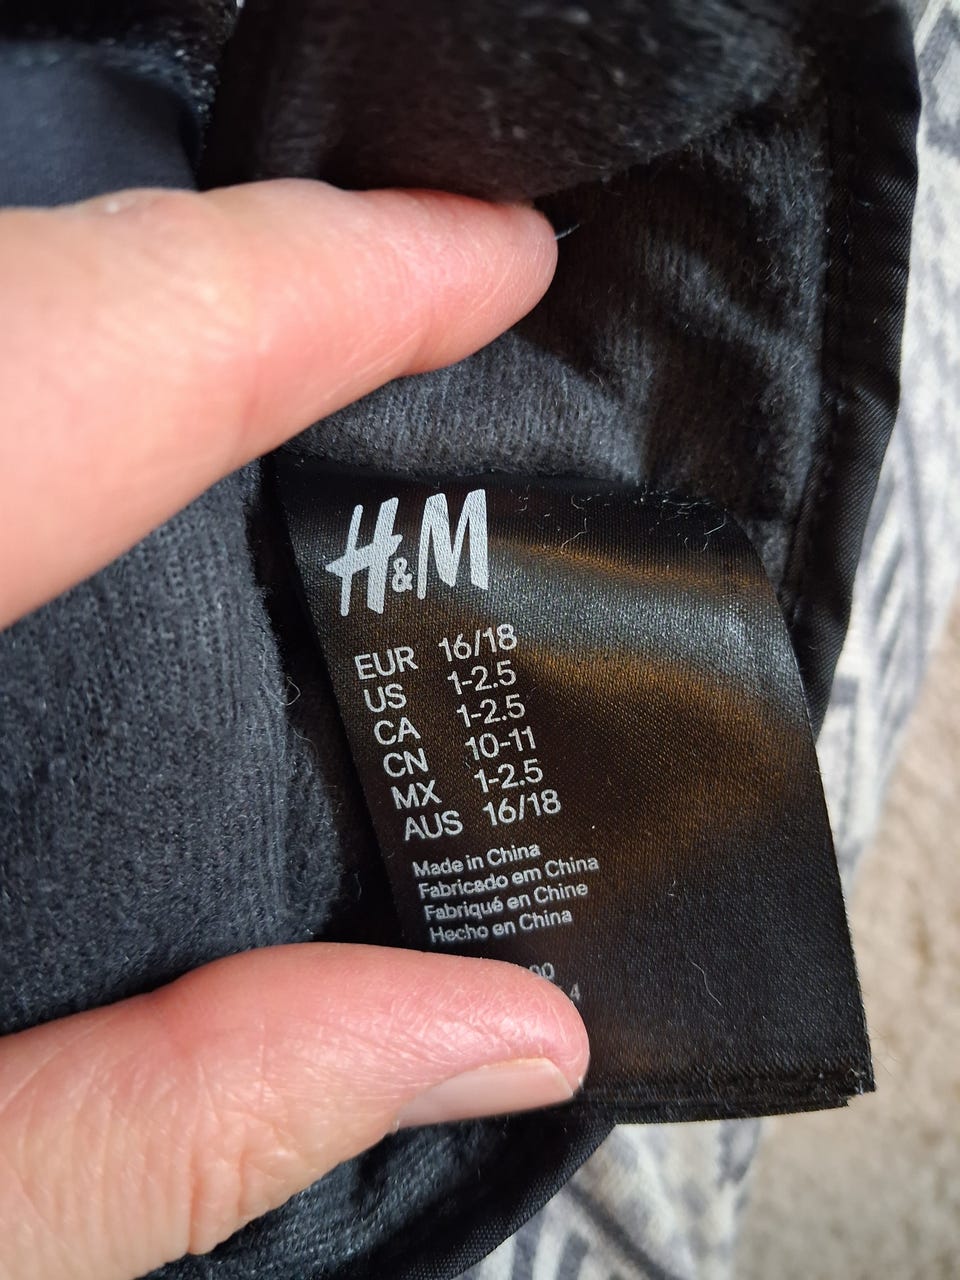 H&M
EUR 16/18
US 1-2.5
CA 1-2.5
CN 10-11
MX 1-2.5
AUS 16/18
Made in China
Fabricado em China
Fabriqué en Chine
Hecho en China